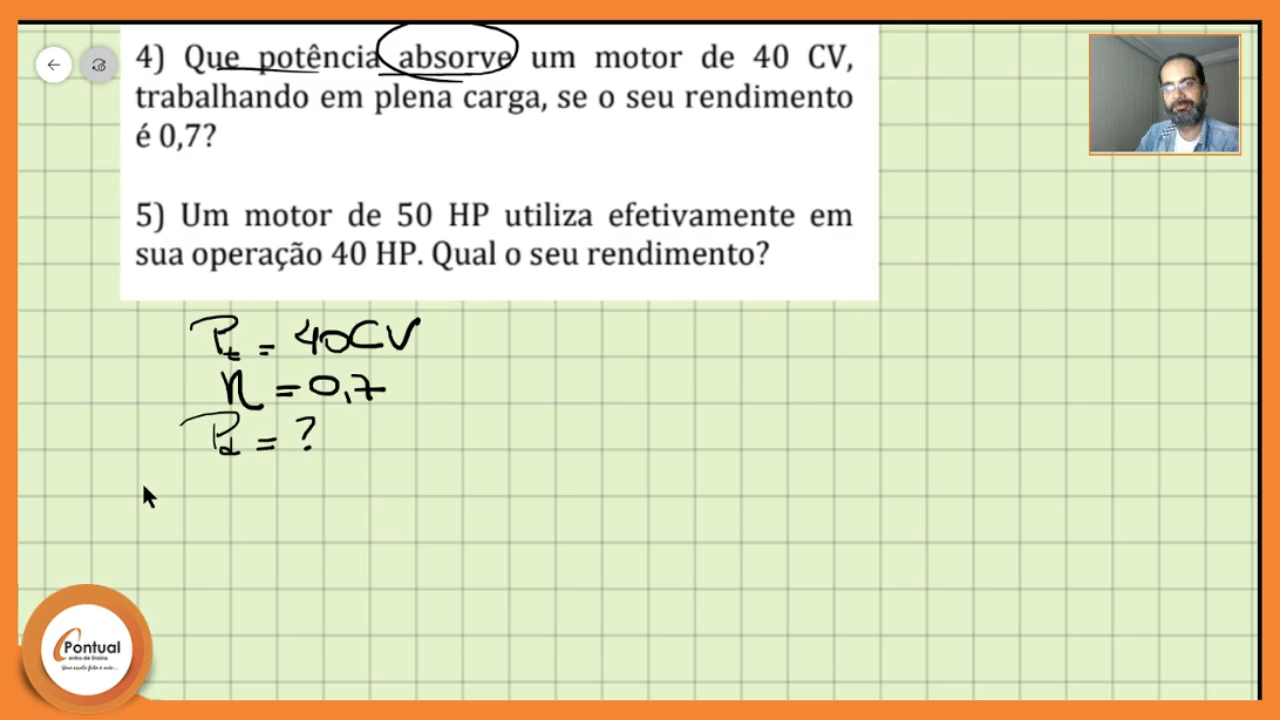 4) Que potência absorve um motor de 40 CV,
trabalhando em plena carga, se o seu rendimento
é 0,7?
5) Um motor de 50 HP utiliza efetivamente em
sua operação 40 HP. Qual o seu rendimento?
Pt = 40CV
η = 0,7
Pd = ?
Pontual